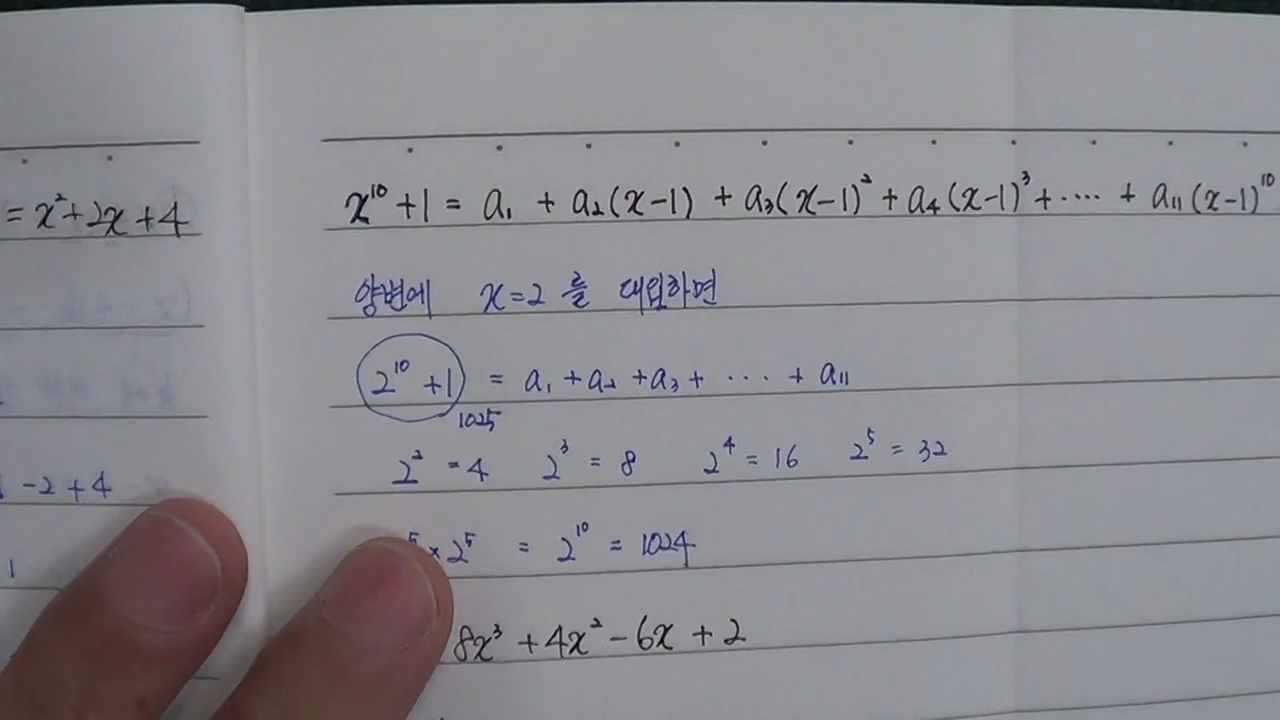 = x²+2x+4
-2+4
1
x¹⁰+1 = a₁ + a₂(x-1) + a₃(x-1)² + a₄(x-1)³ + ···· + a₁₁(x-1)¹⁰
양변에 x=2 를 대입하면
2¹⁰+1 = a₁+a₂+a₃+ ···· + a₁₁
1025
2²=4 2³=8 2⁴=16 2⁵=32
⁵×2⁵ = 2¹⁰ = 1024
8x³+4x²-6x+2